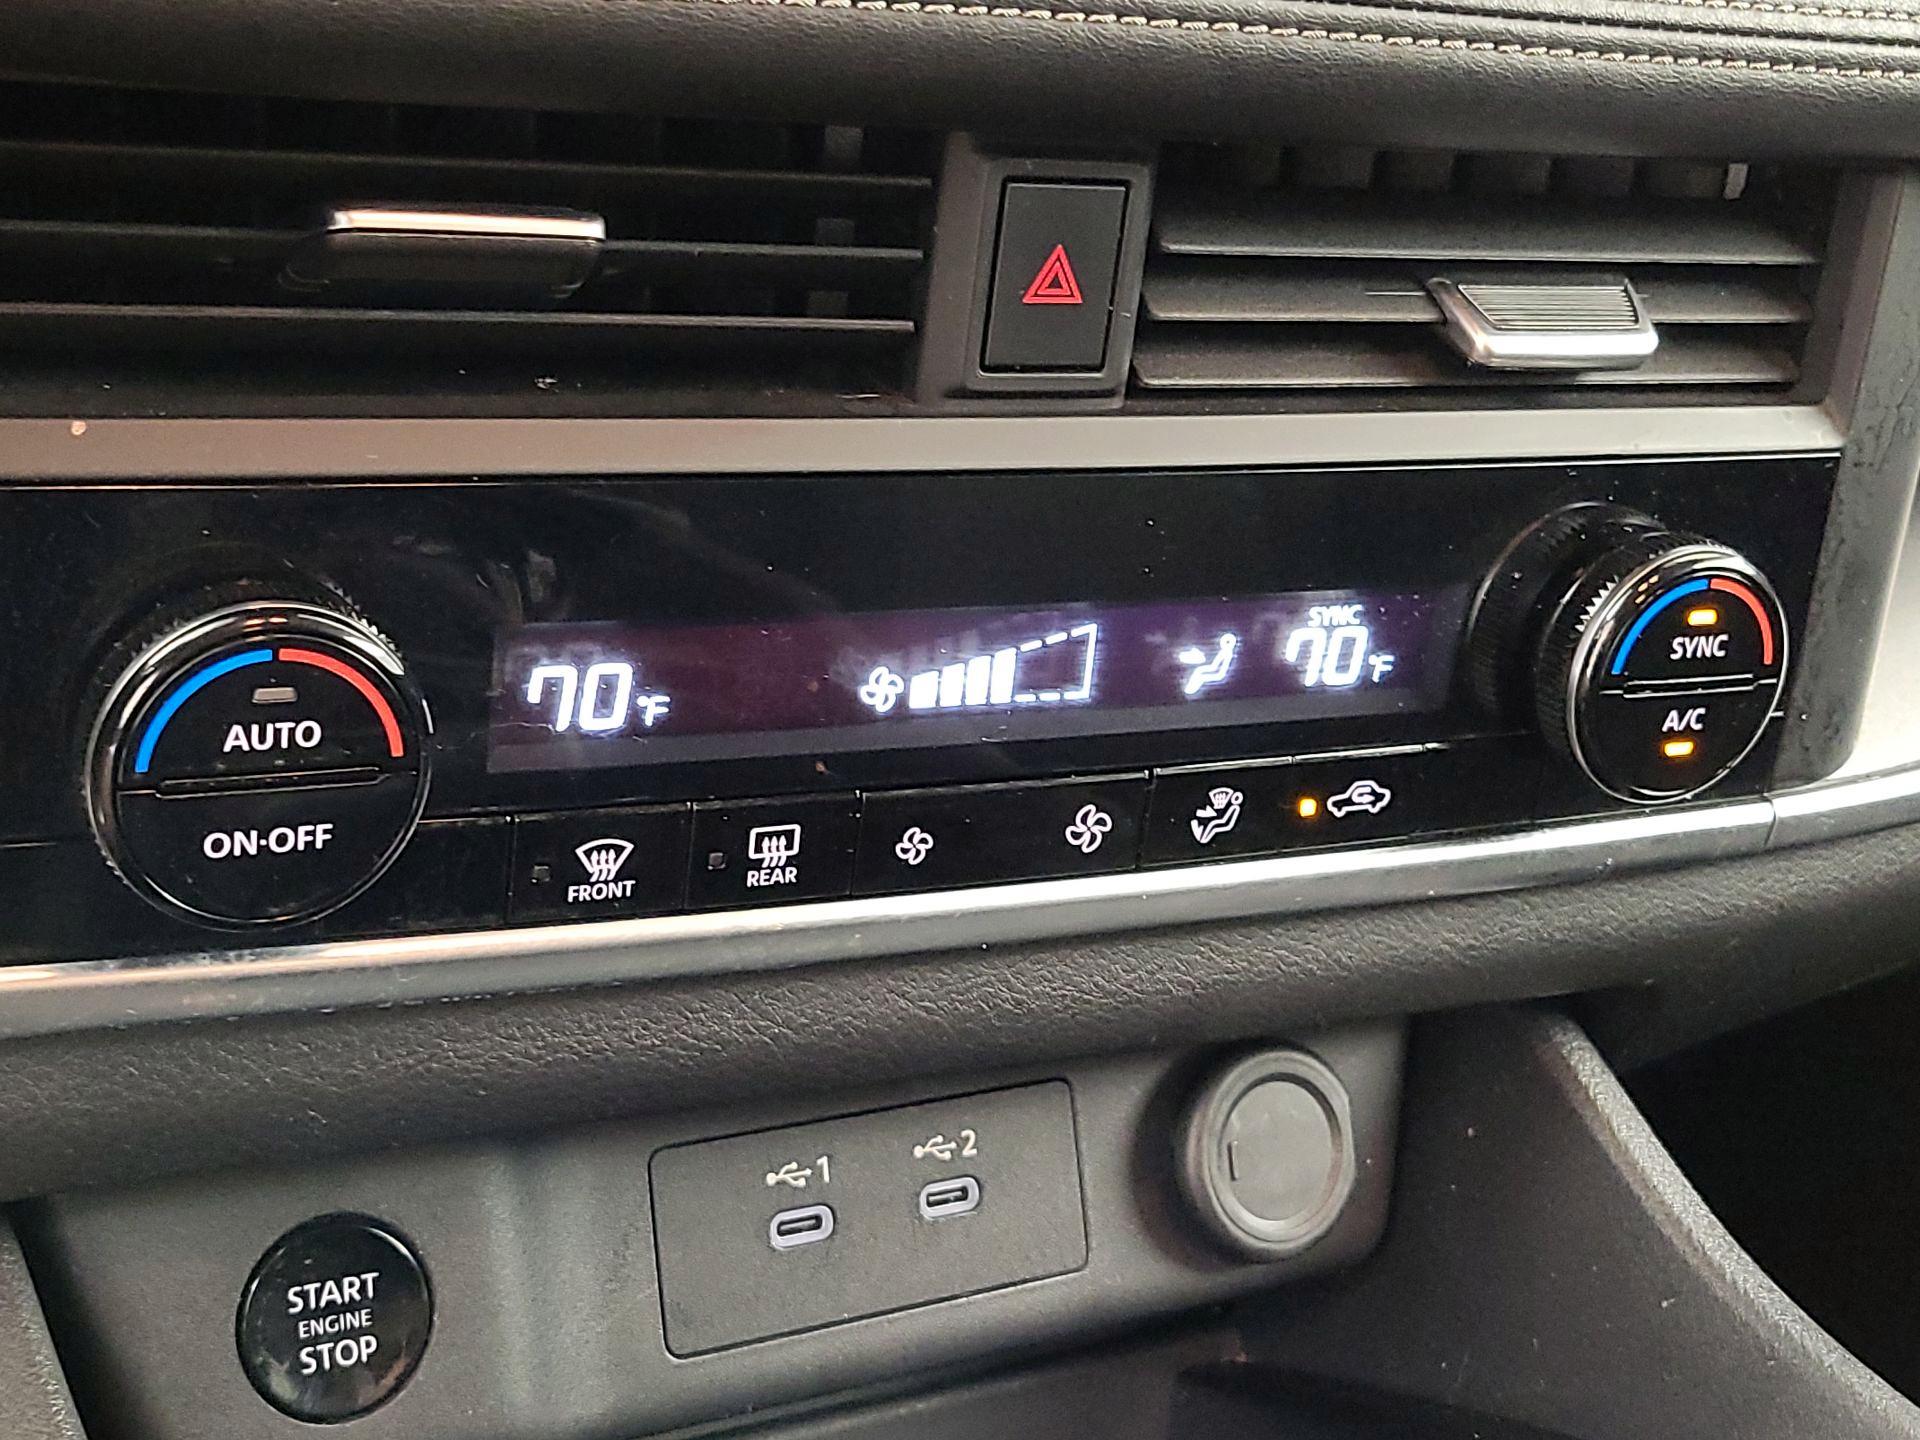 SYNC
70°F
70°F
SYNC
AUTO
A/C
ON·OFF
FRONT
REAR
1
2
START
ENGINE
STOP